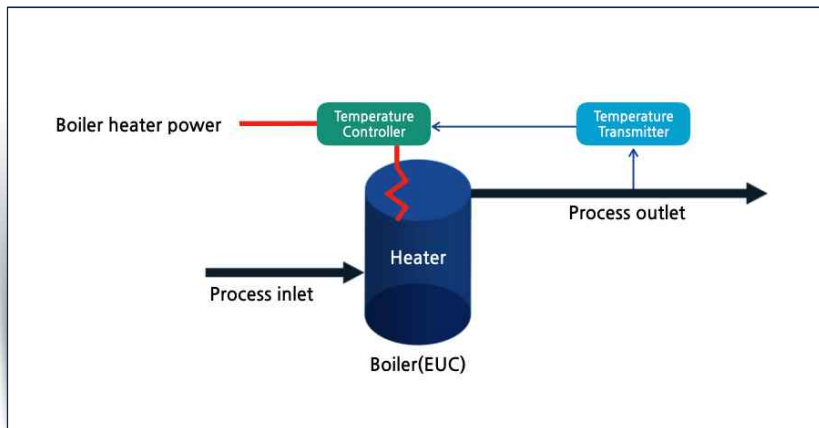 Boiler heater power
Temperature
Controller
Temperature
Transmitter
Process outlet
Heater
Process inlet
Boiler(EUC)